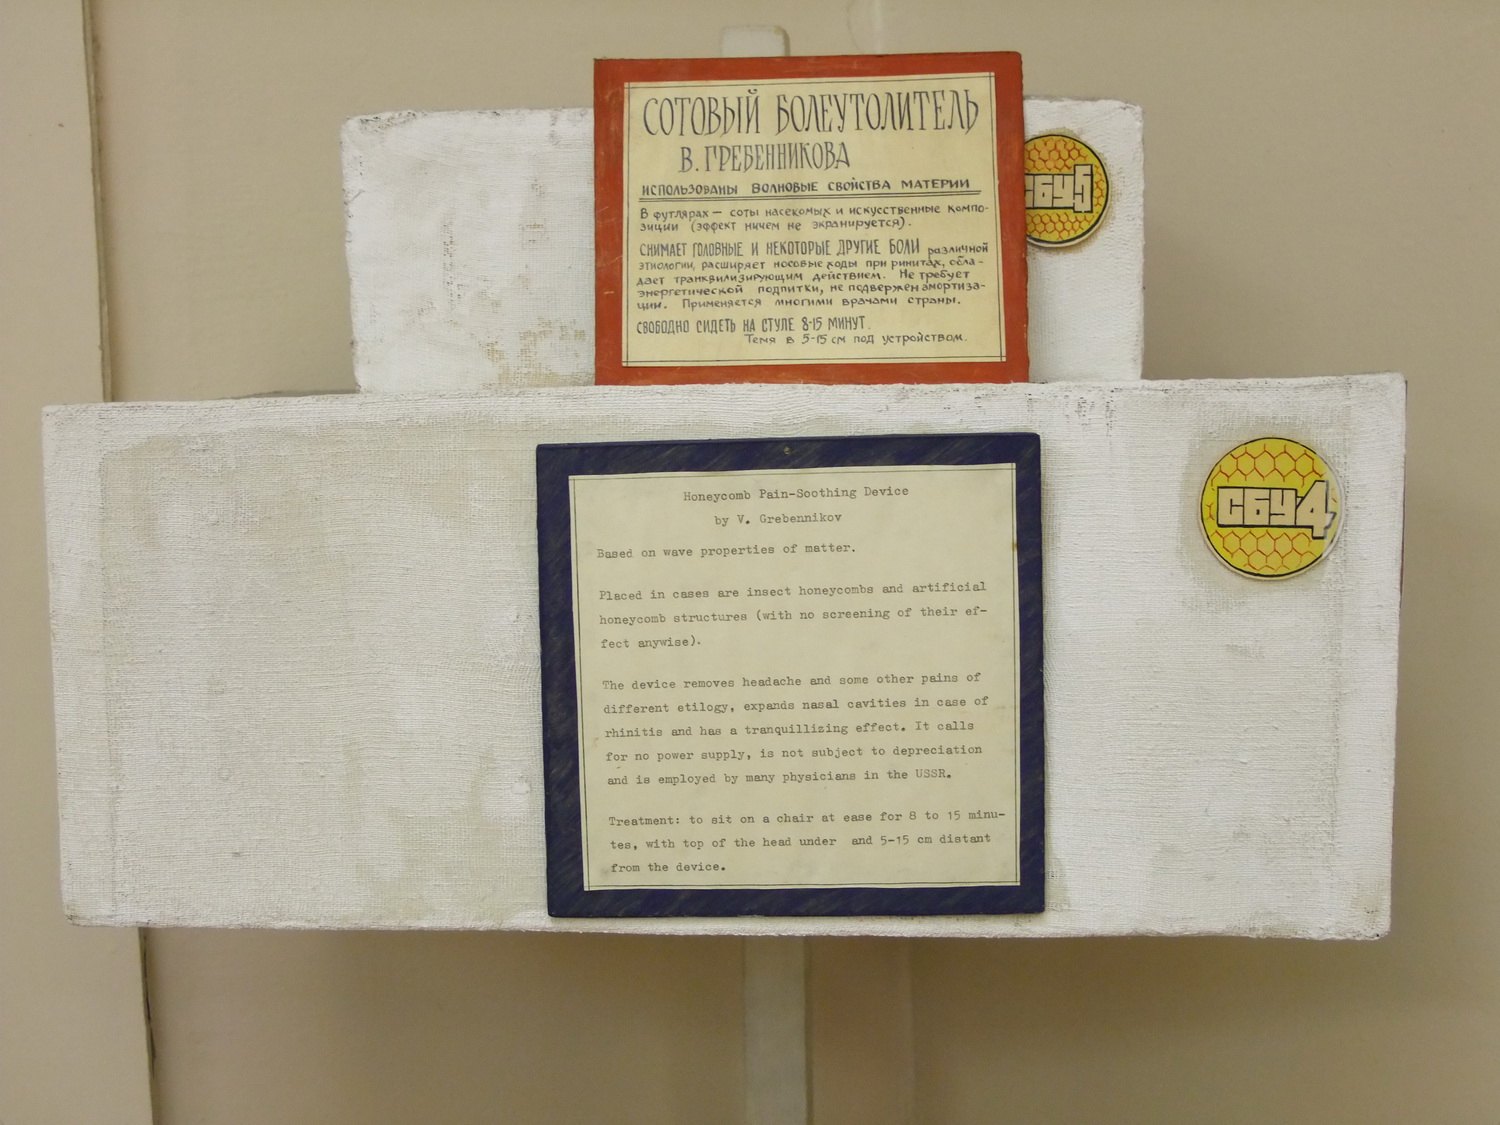 СОТОВЫЙ БОЛЕУТОЛИТЕЛЬ
В. ГРЕБЕННИКОВА
ИСПОЛЬЗОВАНЫ ВОЛНОВЫЕ СВОЙСТВА МАТЕРИИ
В футлярах — соты насекомых и искусственные компо-
зиции (эффект ничем не экранируется).
СНИМАЕТ ГОЛОВНЫЕ И НЕКОТОРЫЕ ДРУГИЕ БОЛИ различной
этиологии, расширяет носовые ходы при ринитах, обла-
дает транквилизирующим действием. Не требует
энергетической подпитки, не подвержен амортиза-
ции. Применяется многими врачами страны.
СВОБОДНО СИДЕТЬ НА СТУЛЕ 8-15 МИНУТ.
Темя в 5-15 см под устройством.
СБУ5
Honeycomb Pain-Soothing Device
by V. Grebennikov
Based on wave properties of matter.
Placed in cases are insect honeycombs and artificial
honeycomb structures (with no screening of their ef-
fect anywise).
The device removes headache and some other pains of
different etilogy, expands nasal cavities in case of
rhinitis and has a tranquillizing effect. It calls
for no power supply, is not subject to depreciation
and is employed by many physicians in the USSR.
Treatment: to sit on a chair at ease for 8 to 15 minu-
tes, with top of the head under and 5-15 cm distant
from the device.
СБУ4